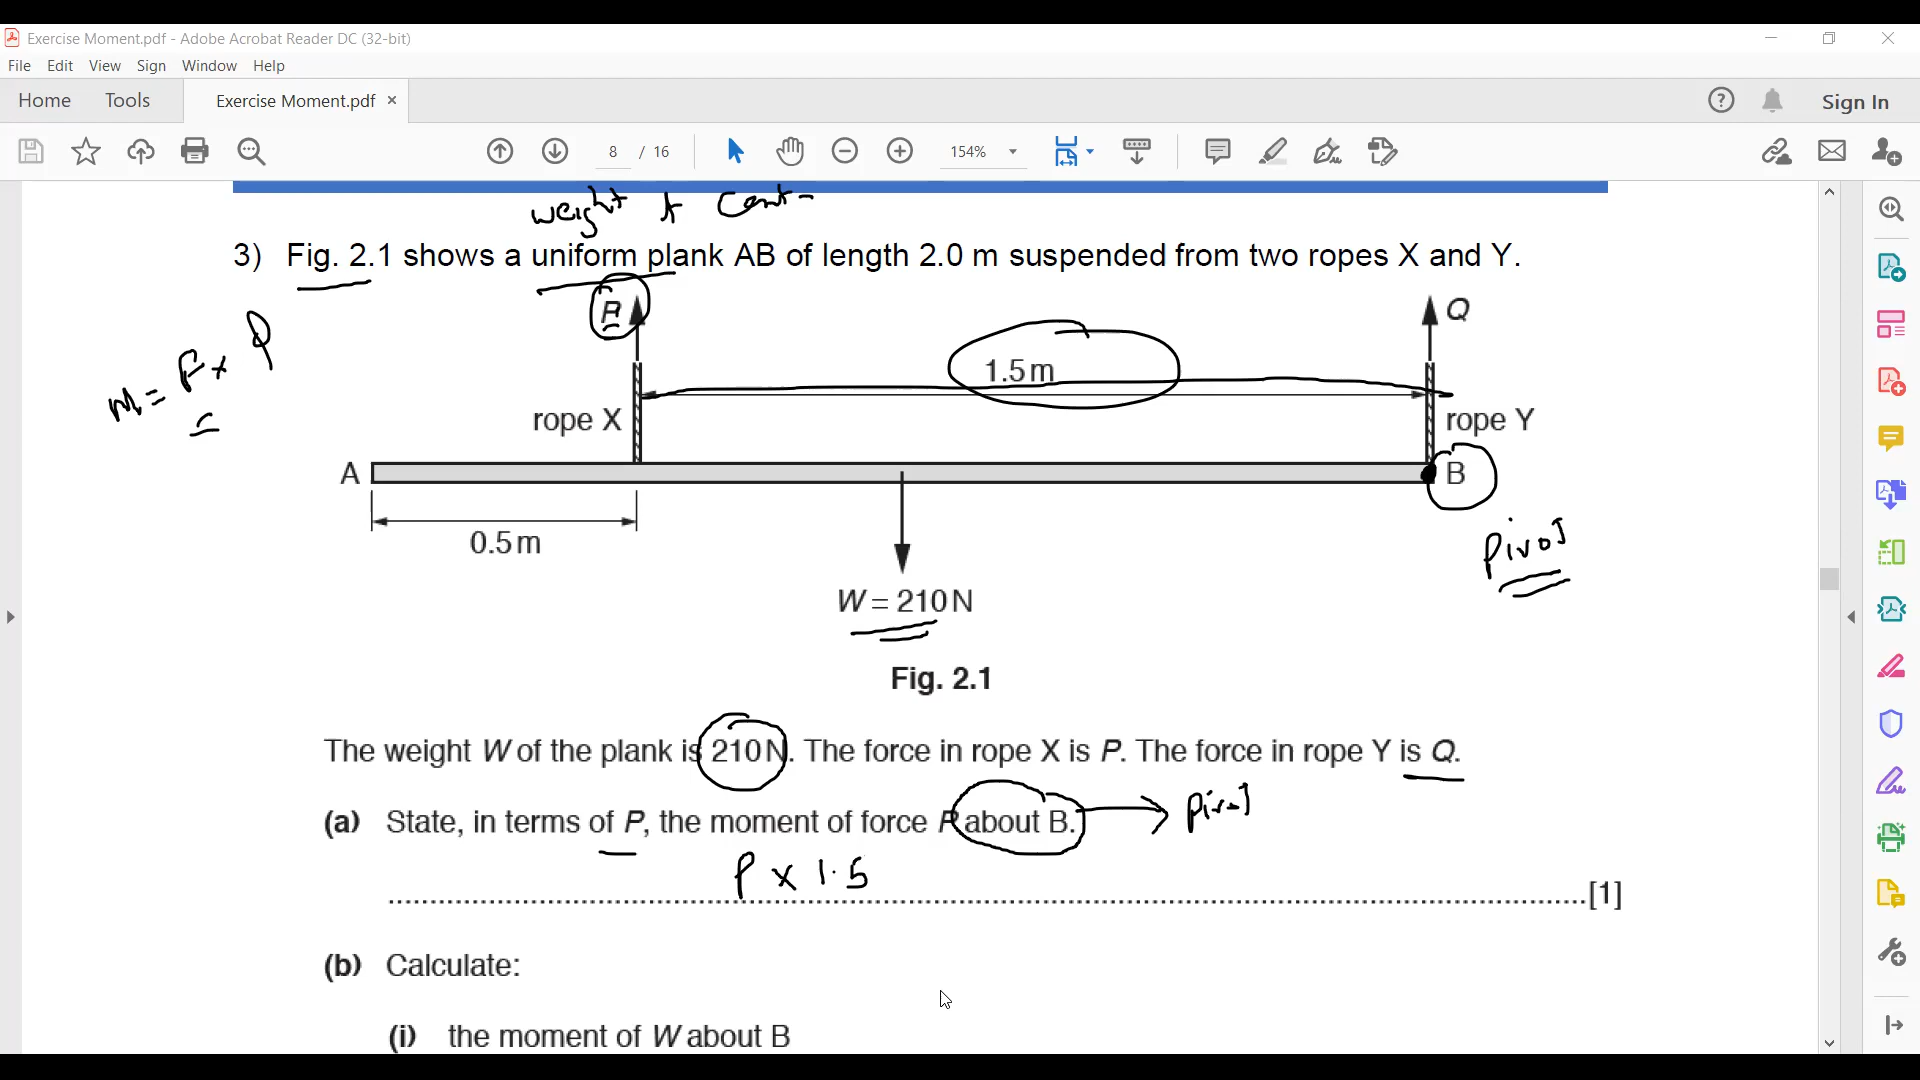 Exercise Moment.pdf - Adobe Acrobat Reader DC (32-bit)
File Edit View Sign Window Help
Home Tools Exercise Moment.pdf × Sign In
8 / 16 154%
weight
3) Fig. 2.1 shows a uniform plank AB of length 2.0 m suspended from two ropes X and Y.
P Q
M = F x
1.5 m
rope X rope Y
A B
0.5 m
Pivot
W = 210 N
Fig. 2.1
The weight W of the plank is 210 N. The force in rope X is P. The force in rope Y is Q.
(a) State, in terms of P, the moment of force P about B. Pivot
P x 1.5
[1]
(b) Calculate:
(i) the moment of W about B